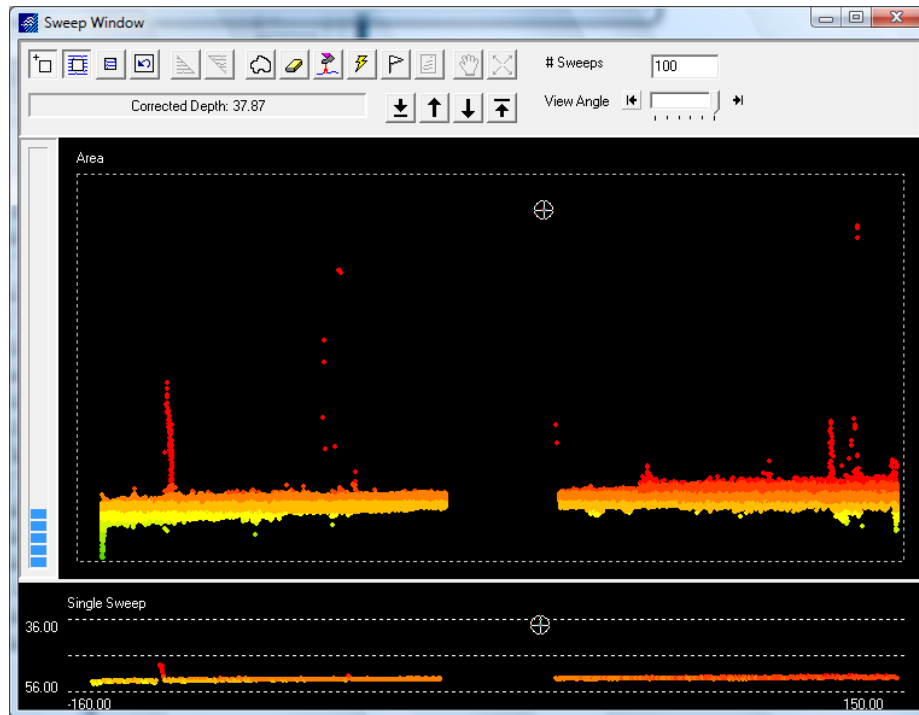 Sweep Window
# Sweeps 100
Corrected Depth: 37.87
View Angle
Area
Single Sweep
36.00
56.00
-160.00 150.00